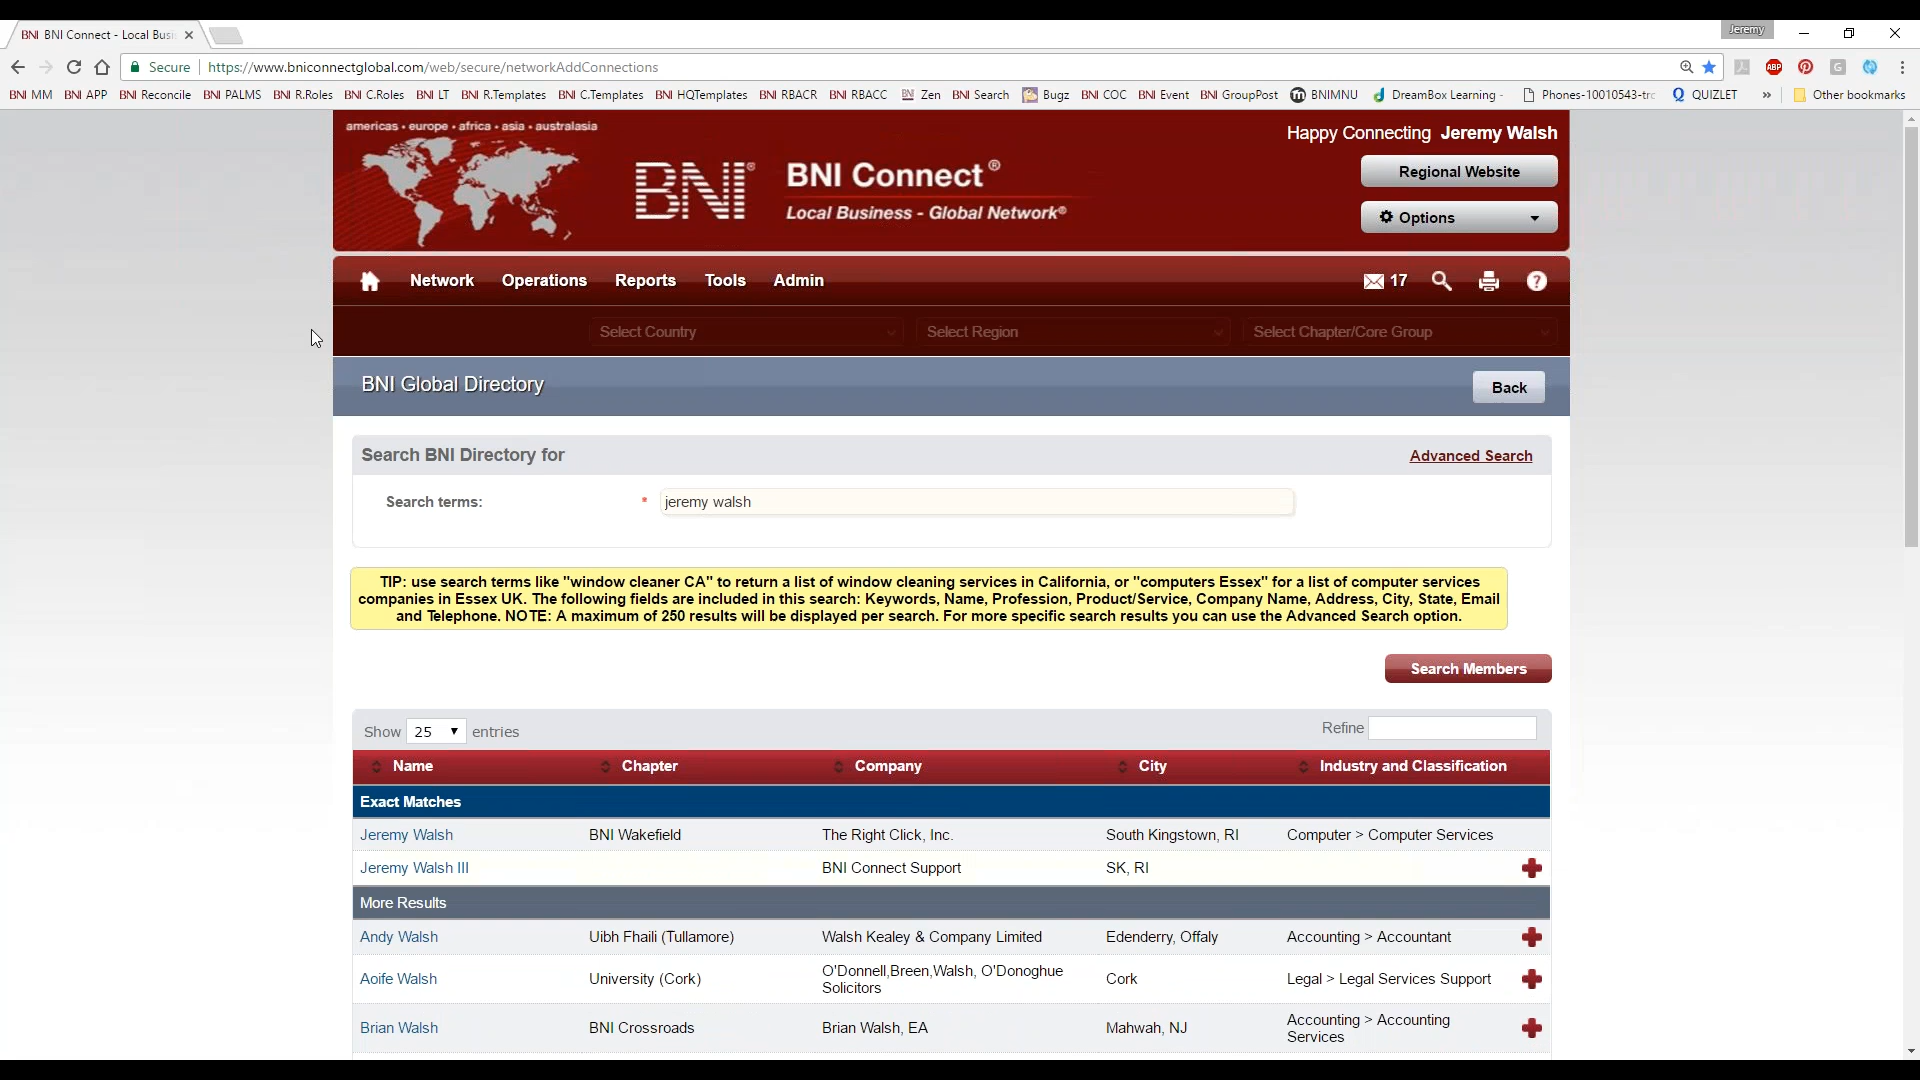 BNI BNI Connect - Local Busi
Jeremy
Secure https://www.bniconnectglobal.com/web/secure/networkAddConnections
BNI MM BNI APP BNI Reconcile BNI PALMS BNI R.Roles BNI C.Roles BNI LT BNI R.Templates BNI C.Templates BNI HQTemplates BNI RBACR BNI RBACC Zen BNI Search Bugz BNI COC BNI Event BNI GroupPost BNIMNU DreamBox Learning - Phones-10010543-trc QUIZLET » Other bookmarks
americas • europe • africa • asia • australasia
Happy Connecting Jeremy Walsh
BNI® BNI Connect®
Local Business - Global Network®
Regional Website
Options
Network Operations Reports Tools Admin 17
Select Country Select Region Select Chapter/Core Group
BNI Global Directory Back
Search BNI Directory for Advanced Search
Search terms: * jeremy walsh
TIP: use search terms like "window cleaner CA" to return a list of window cleaning services in California, or "computers Essex" for a list of computer services
companies in Essex UK. The following fields are included in this search: Keywords, Name, Profession, Product/Service, Company Name, Address, City, State, Email
and Telephone. NOTE: A maximum of 250 results will be displayed per search. For more specific search results you can use the Advanced Search option.
Search Members
Show 25 entries Refine
Name Chapter Company City Industry and Classification
Exact Matches
Jeremy Walsh BNI Wakefield The Right Click, Inc. South Kingstown, RI Computer > Computer Services
Jeremy Walsh III BNI Connect Support SK, RI
More Results
Andy Walsh Uibh Fhaili (Tullamore) Walsh Kealey & Company Limited Edenderry, Offaly Accounting > Accountant
Aoife Walsh University (Cork) O'Donnell,Breen,Walsh, O'Donoghue Solicitors Cork Legal > Legal Services Support
Brian Walsh BNI Crossroads Brian Walsh, EA Mahwah, NJ Accounting > Accounting Services